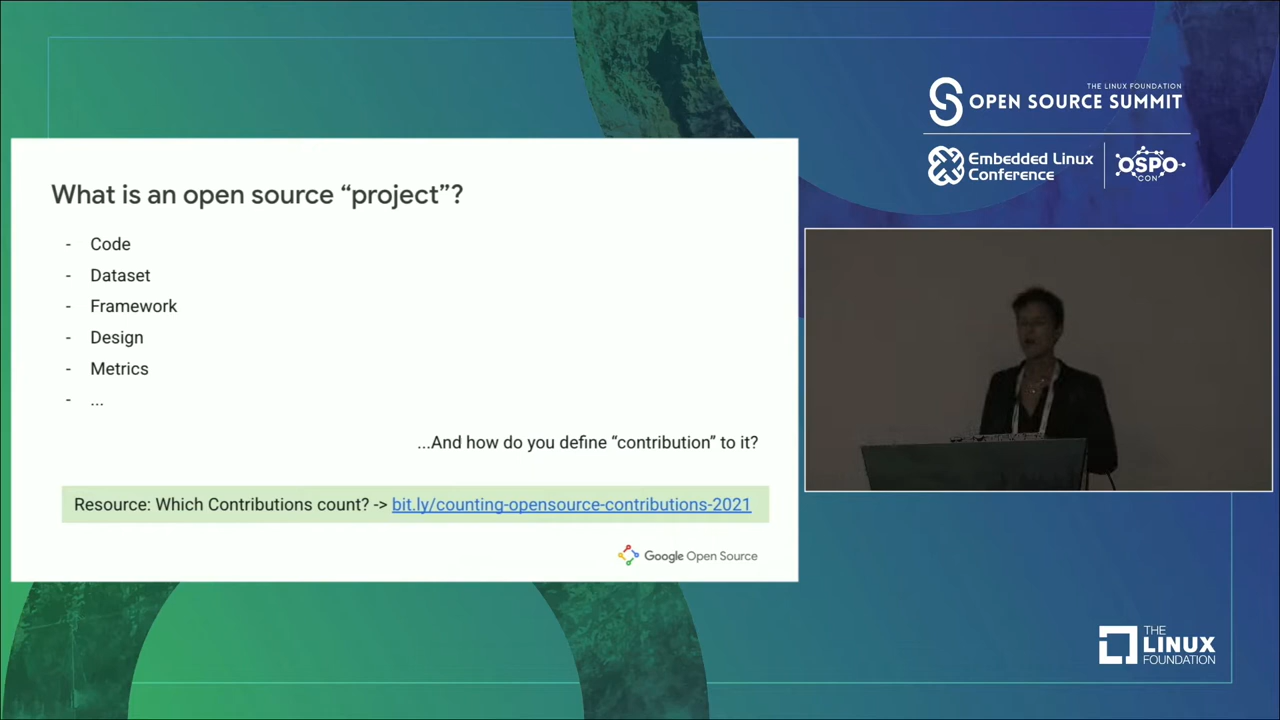 THE LINUX FOUNDATION
OPEN SOURCE SUMMIT
Embedded Linux
Conference
OSPO
CON
What is an open source “project”?
- Code
- Dataset
- Framework
- Design
- Metrics
- ...
...And how do you define “contribution” to it?
Resource: Which Contributions count? -> bit.ly/counting-opensource-contributions-2021
Google Open Source
THE
LINUX
FOUNDATION